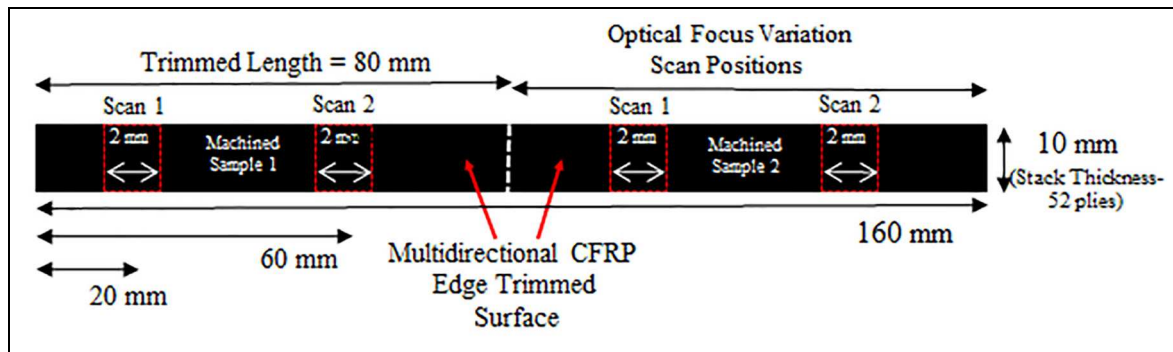 Optical Focus Variation
Scan Positions
Trimmed Length = 80 mm
Scan 1
Scan 2
Scan 1
Scan 2
2 mm
Machined
Sample 1
2 mm
2 mm
Machined
Sample 2
2 mm
10 mm
(Stack Thickness-
52 plies)
160 mm
60 mm
20 mm
Multidirectional CFRP
Edge Trimmed
Surface